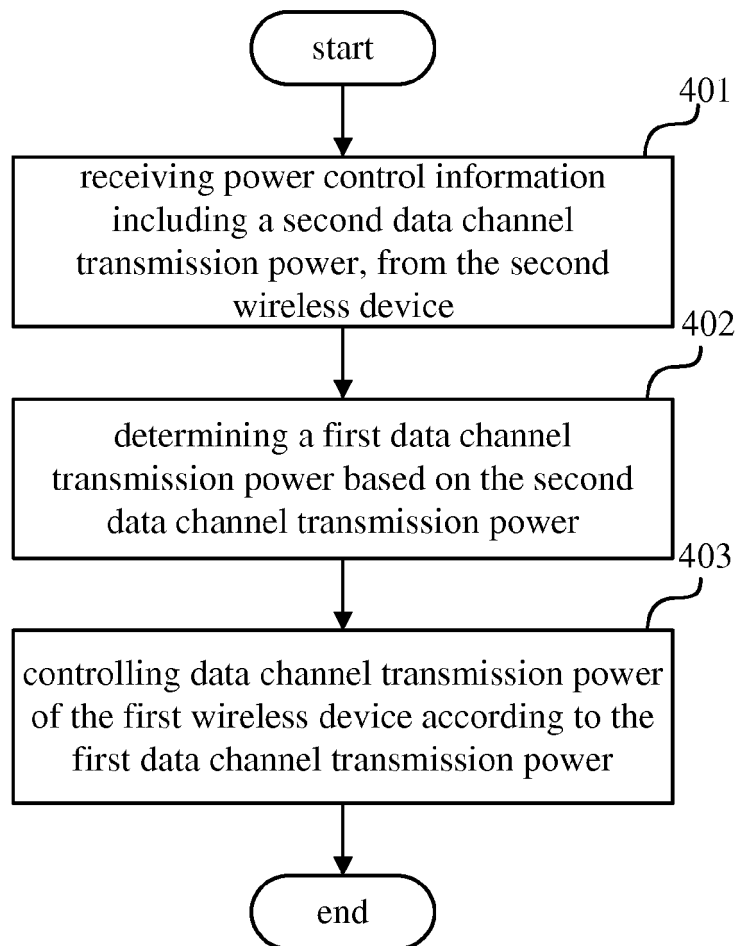 start
401
receiving power control information
including a second data channel
transmission power, from the second
wireless device
402
determining a first data channel
transmission power based on the second
data channel transmission power
403
controlling data channel transmission power
of the first wireless device according to the
first data channel transmission power
end